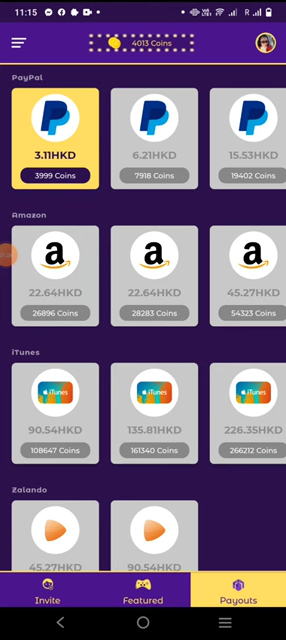 11:15
R
4013 Coins
PayPal
3.11HKD
6.21HKD
15.53HKD
3999 Coins
7918 Coins
19402 Coins
Amazon
a
a
a
22.64HKD
22.64HKD
45.27HKD
26896 Coins
28283 Coins
54323 Coins
iTunes
iTunes
iTunes
iTunes
90.54HKD
135.81HKD
226.35HKD
108647 Coins
161340 Coins
266212 Coins
Zalando
45.27HKD
90.54HKD
Invite
Featured
Payouts